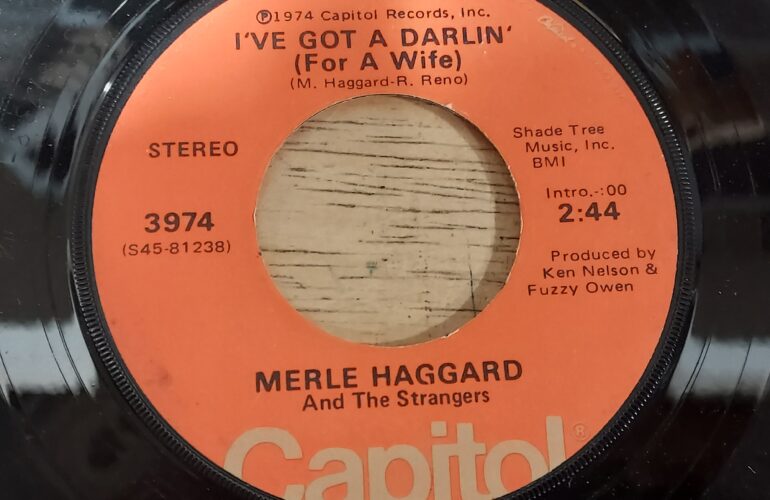 ℗1974 Capitol Records, Inc.
I'VE GOT A DARLIN'
(For A Wife)
(M. Haggard-R. Reno)
STEREO
3974
(S45-81238)
Shade Tree
Music, Inc.
BMI
Intro.-:00
2:44
Produced by
Ken Nelson &
Fuzzy Owen
MERLE HAGGARD
And The Strangers
Capitol®